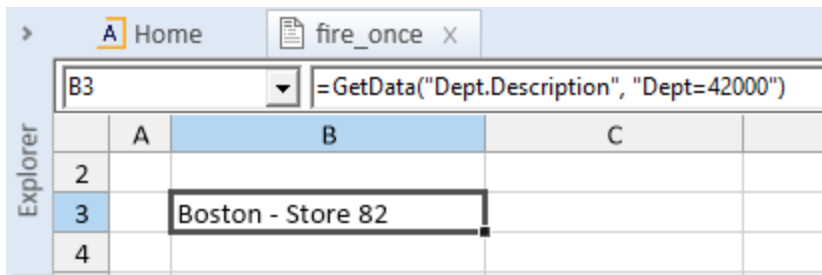 > A Home fire_once X
B3 =GetData("Dept.Description", "Dept=42000")
A B C
2
3 Boston - Store 82
4
Explorer